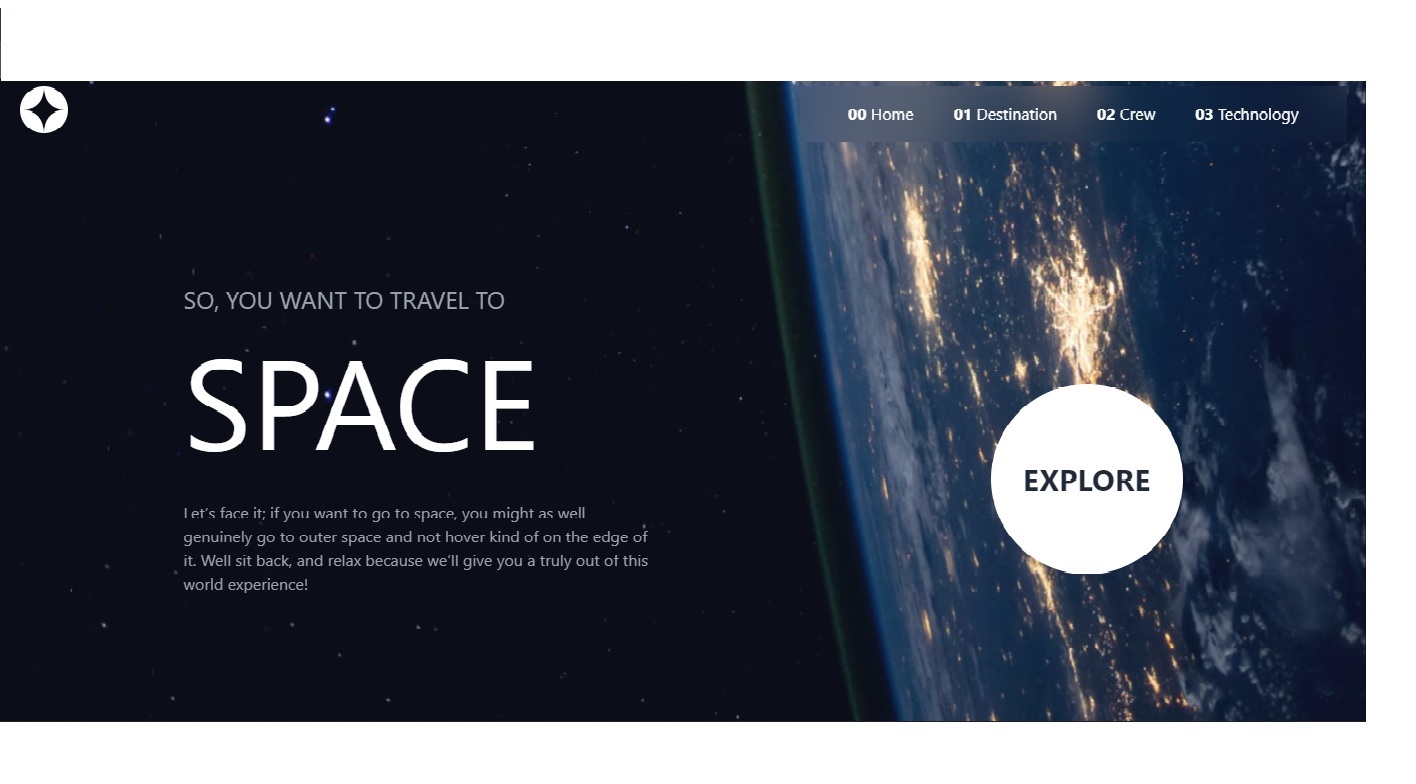 00 Home 01 Destination 02 Crew 03 Technology
SO, YOU WANT TO TRAVEL TO
SPACE
Let's face it; if you want to go to space, you might as well
genuinely go to outer space and not hover kind of on the edge of
it. Well sit back, and relax because we'll give you a truly out of this
world experience!
EXPLORE